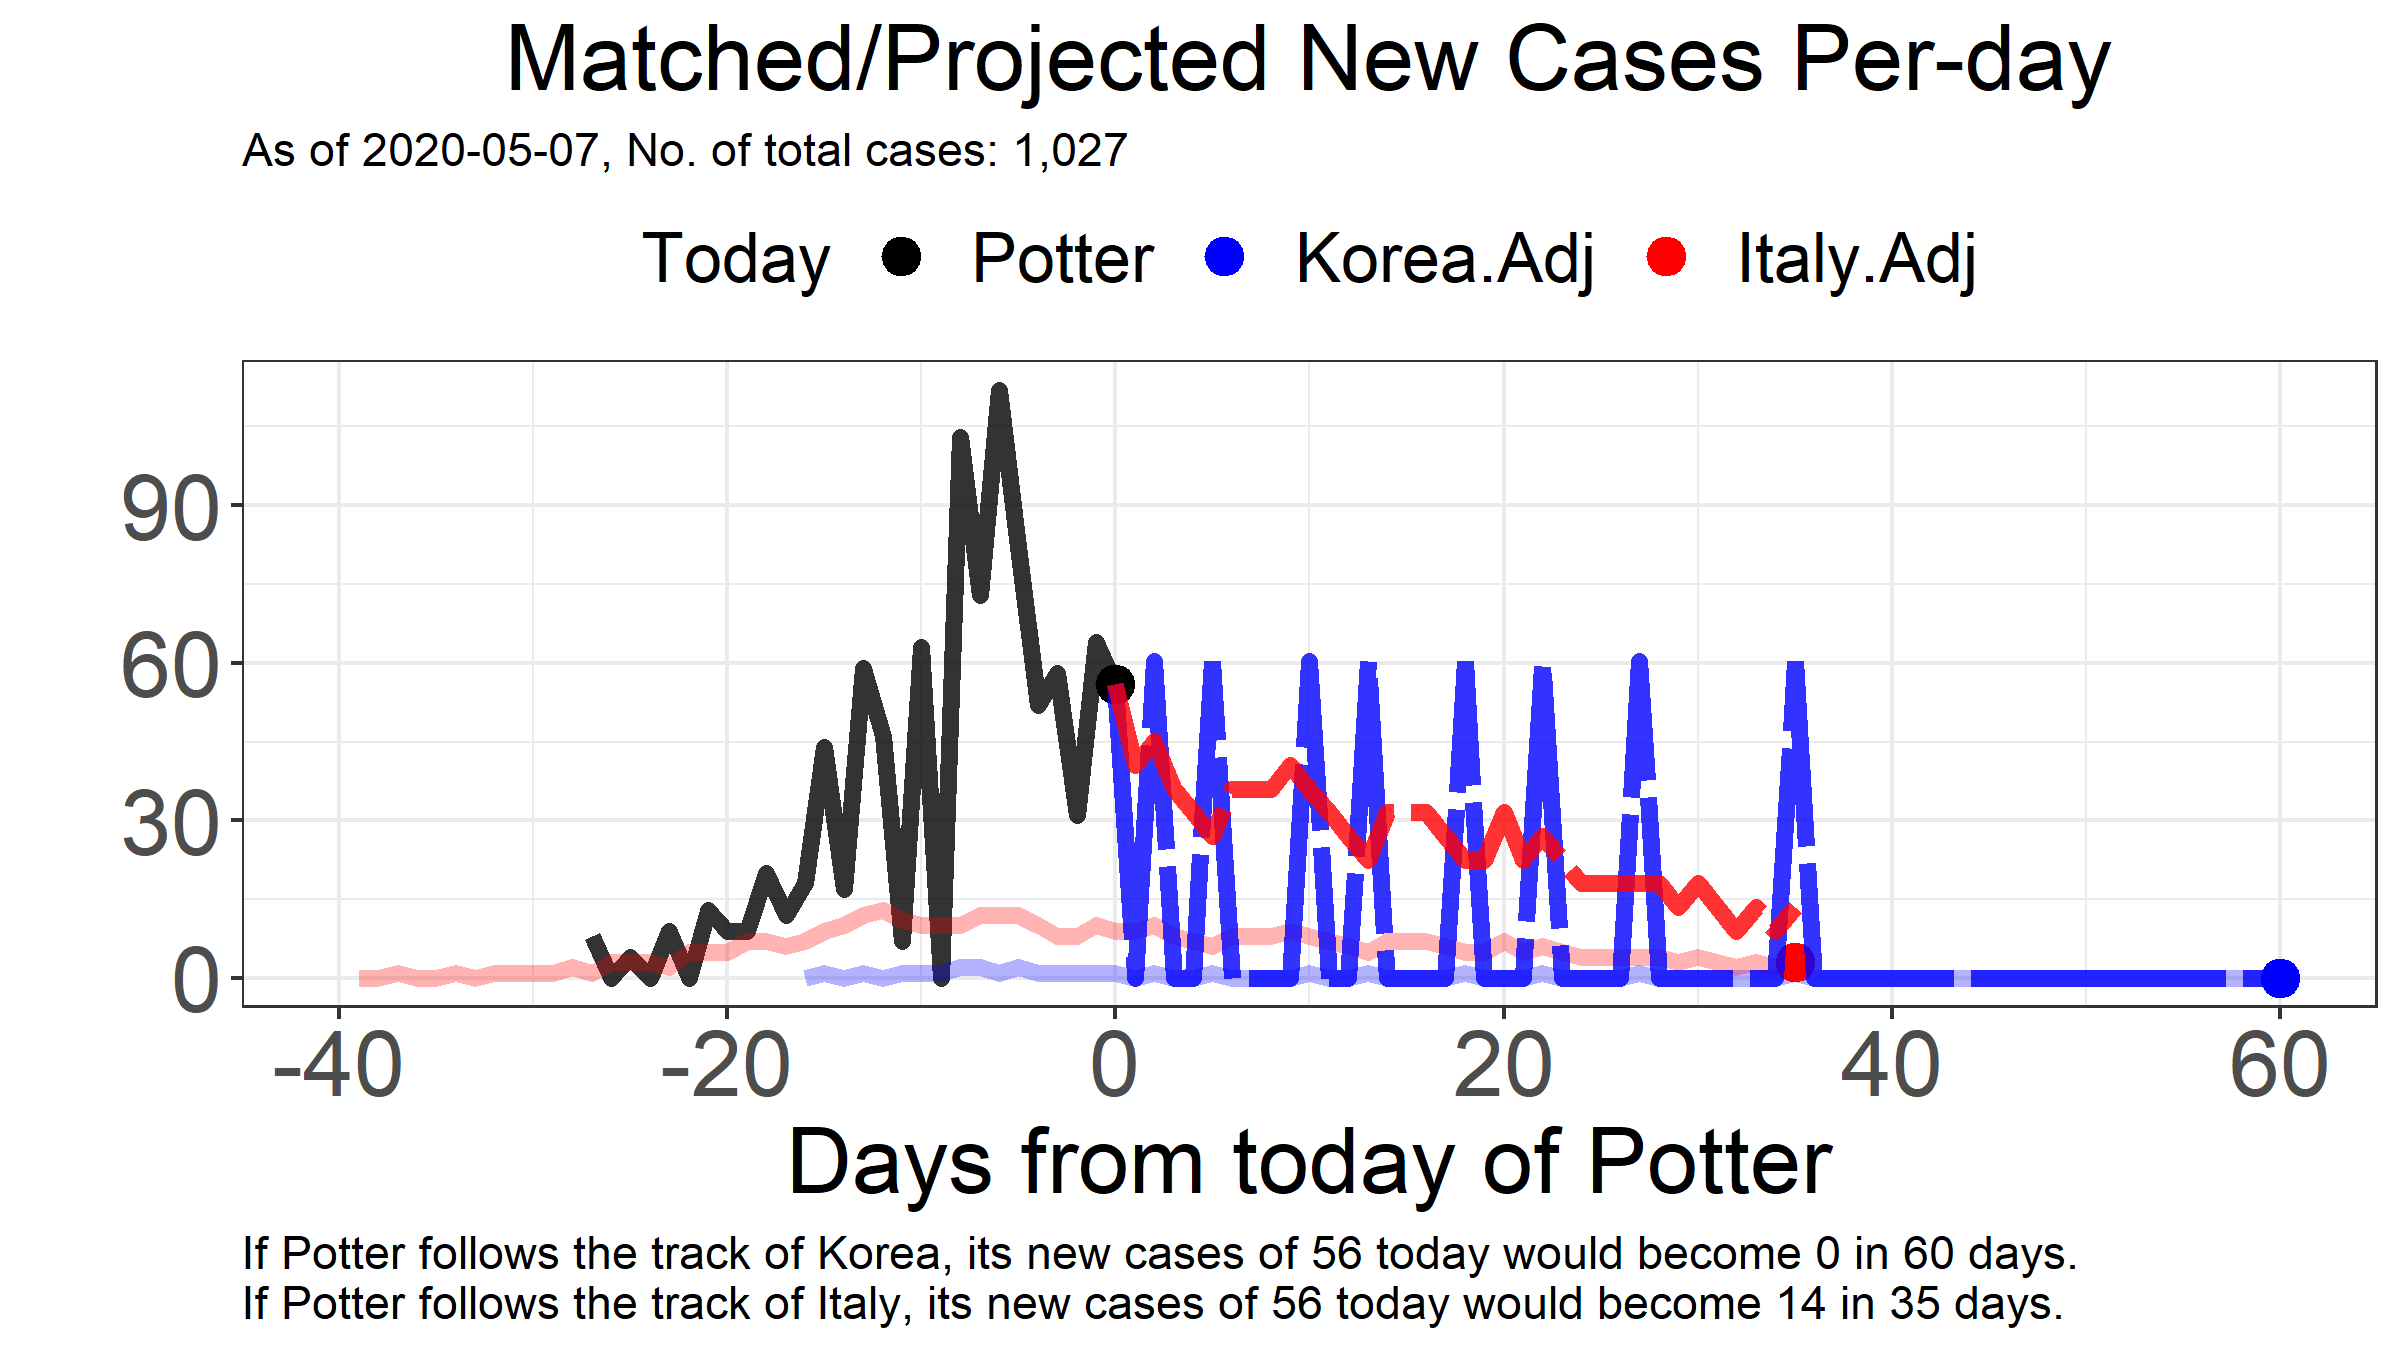 Matched/Projected New Cases Per-day
As of 2020-05-07, No. of total cases: 1,027
Today Potter Korea.Adj Italy.Adj
90
60
30
0
-40 -20 0 20 40 60
Days from today of Potter
If Potter follows the track of Korea, its new cases of 56 today would become 0 in 60 days.
If Potter follows the track of Italy, its new cases of 56 today would become 14 in 35 days.